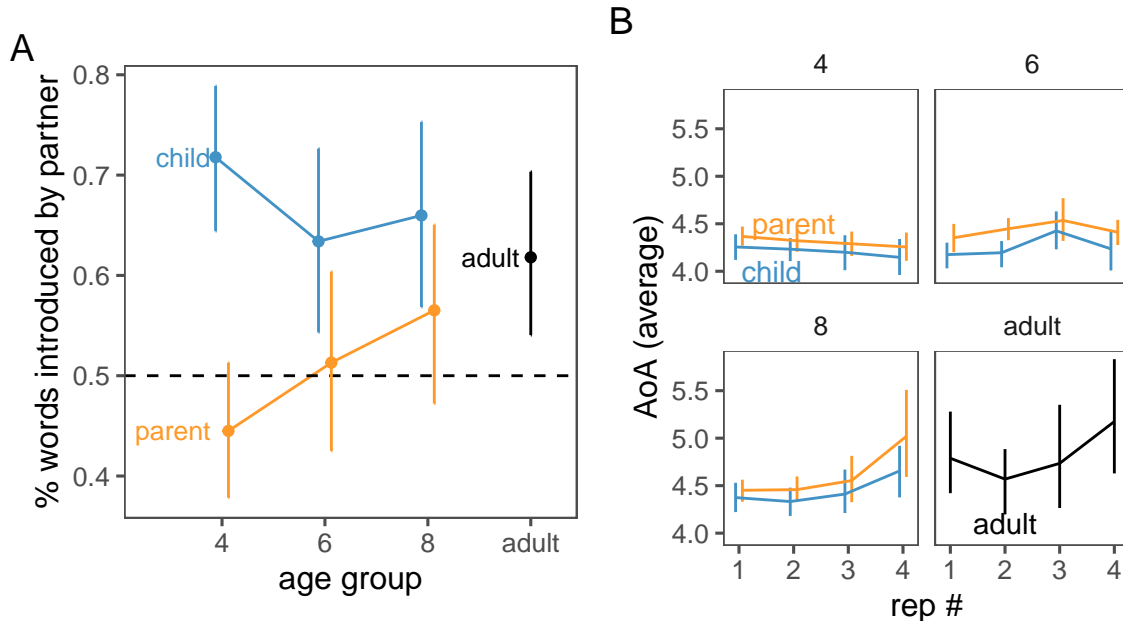 A
% words introduced by partner
0.8
0.7
0.6
0.5
0.4
child
parent
adult
4
6
8
adult
age group
B
AoA (average)
4
6
5.5
5.0
4.5
4.0
parent
child
8
adult
5.5
5.0
4.5
4.0
adult
1
2
3
4
1
2
3
4
rep #